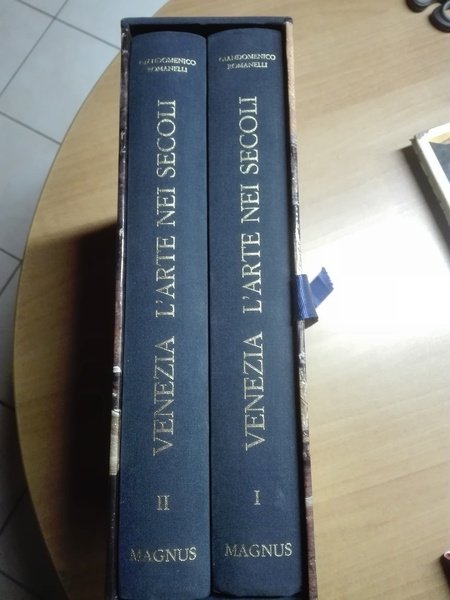 GIANDOMENICO
ROMANELLI
VENEZIA L'ARTE NEI SECOLI
II
MAGNUS
GIANDOMENICO
ROMANELLI
VENEZIA L'ARTE NEI SECOLI
I
MAGNUS